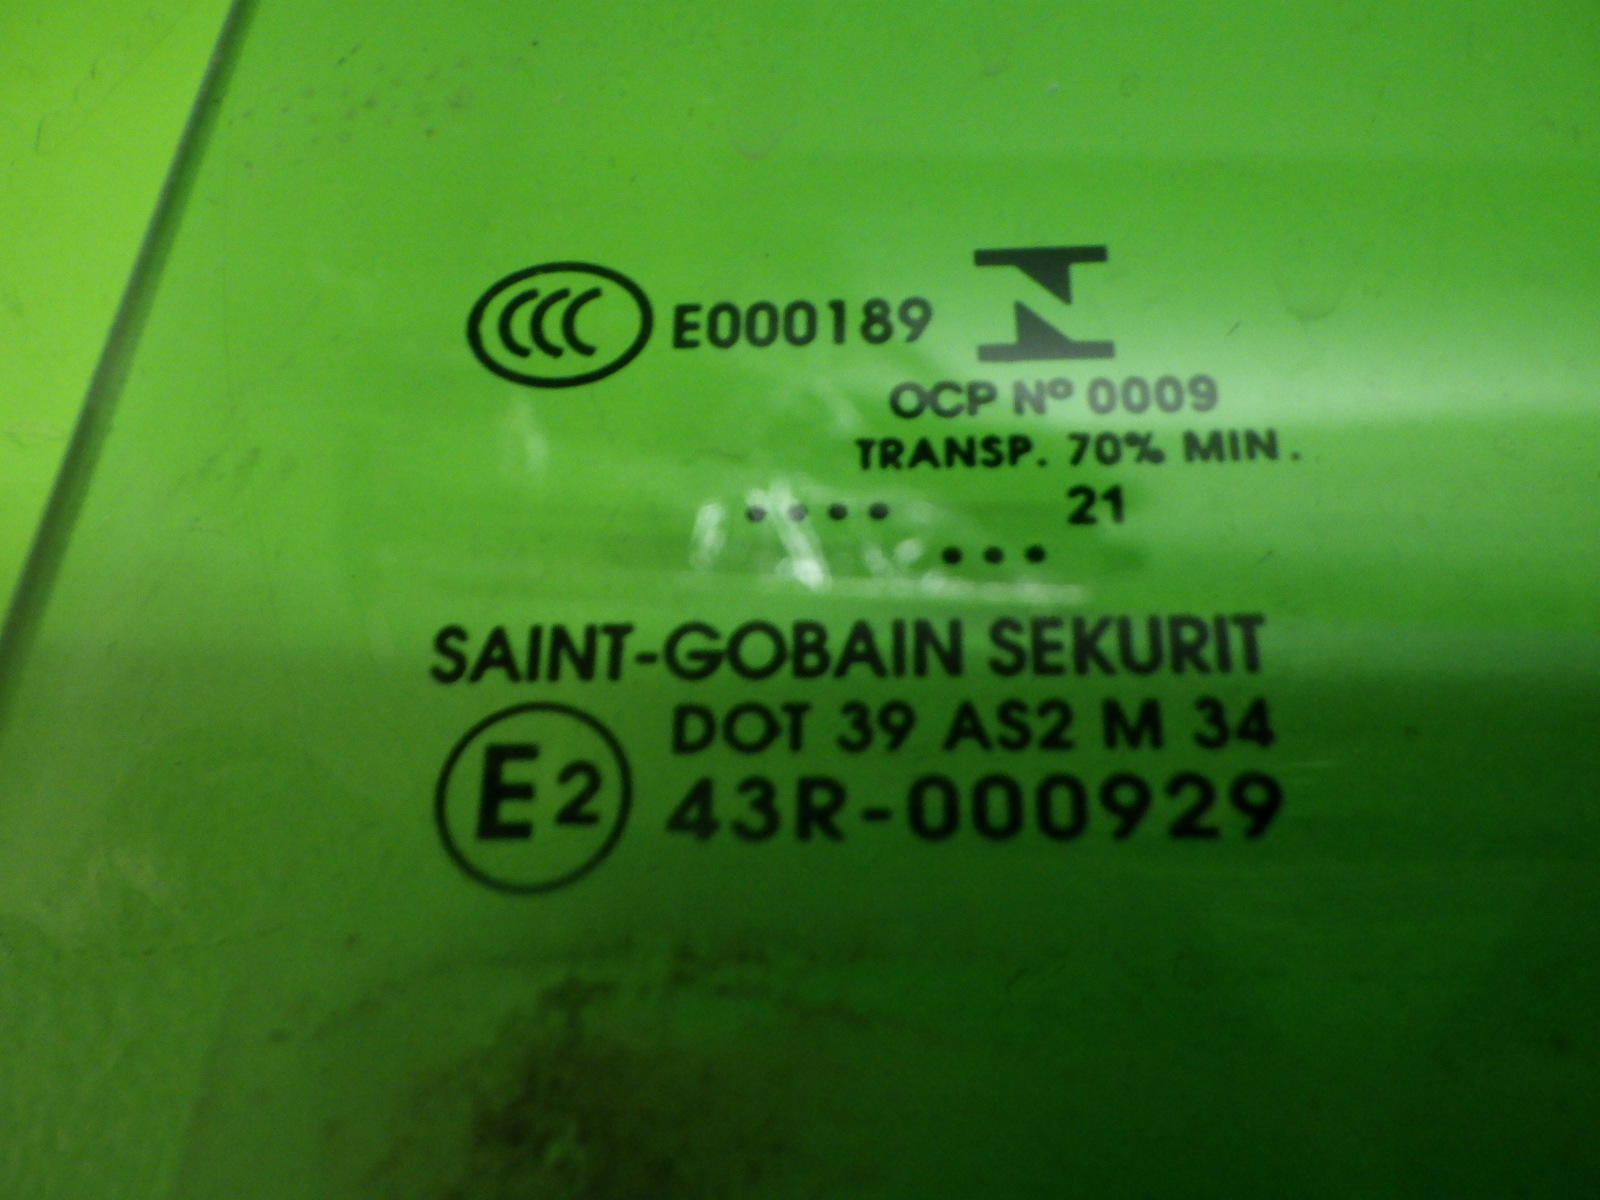 CCC E000189
OCP Nº 0009
TRANSP. 70% MIN.
.... 21
...
SAINT-GOBAIN SEKURIT
DOT 39 AS2 M 34
E2 43R-000929